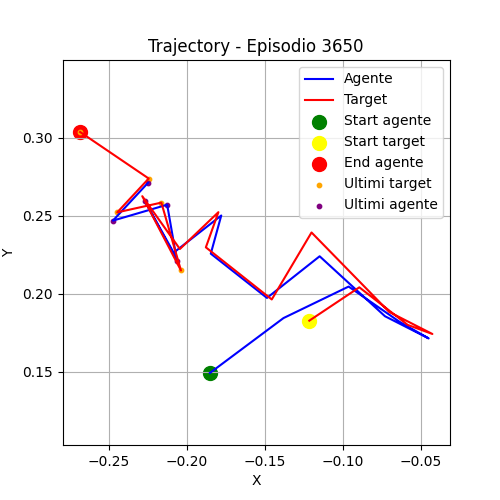 Trajectory - Episodio 3650
Agente
Target
Start agente
Start target
End agente
Ultimi target
Ultimi agente
0.30
0.25
0.20
0.15
Y
−0.25 −0.20 −0.15 −0.10 −0.05
X